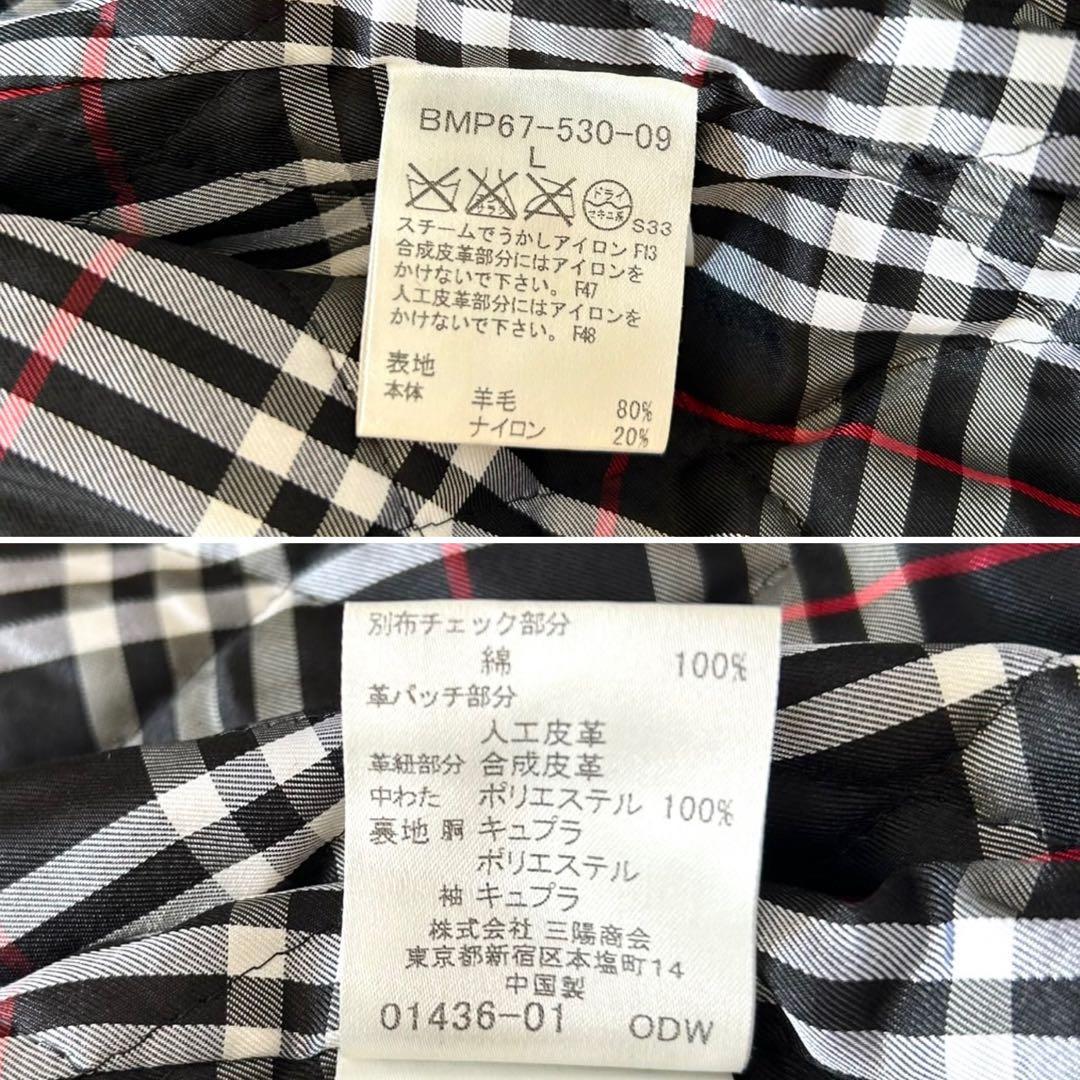 BMP67-530-09
L
サラシ
ドライ
マネユ系
S33
スチームでうかしアイロン F13
合成皮革部分にはアイロンを
かけないで下さい。 F47
人工皮革部分にはアイロンを
かけないで下さい。 F48
表地
本体 羊毛 80%
ナイロン 20%
別布チェック部分
綿 100%
革パッチ部分
人工皮革
革紐部分 合成皮革
中わた ポリエステル 100%
裏地 胴 キュプラ
ポリエステル
袖 キュプラ
株式会社 三陽商会
東京都新宿区本塩町14
中国製
01436-01 ODW